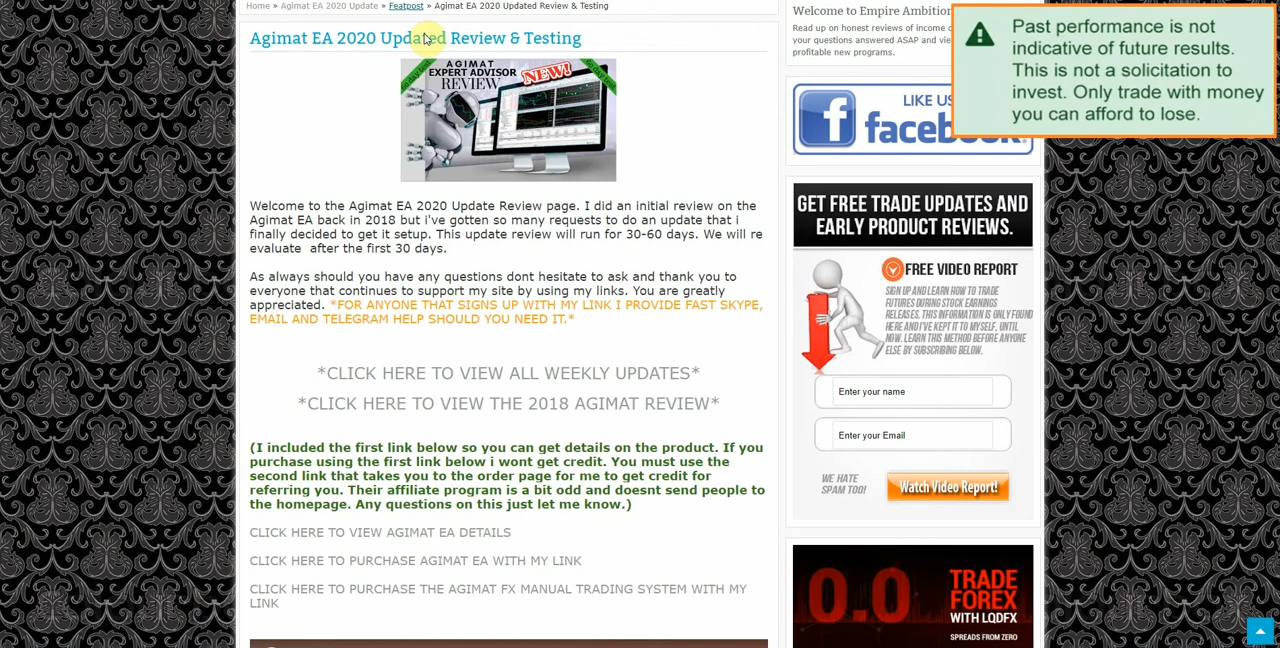 Home » Agimat EA 2020 Update » Featpost » Agimat EA 2020 Updated Review & Testing
Agimat EA 2020 Updated Review & Testing
AGIMAT
EXPERT ADVISOR
REVIEW
NEW!
Welcome to the Agimat EA 2020 Update Review page. I did an initial review on the
Agimat EA back in 2018 but i've gotten so many requests to do an update that i
finally decided to get it setup. This update review will run for 30-60 days. We will re
evaluate after the first 30 days.
As always should you have any questions dont hesitate to ask and thank you to
everyone that continues to support my site by using my links. You are greatly
appreciated. *FOR ANYONE THAT SIGNS UP WITH MY LINK I PROVIDE FAST SKYPE,
EMAIL AND TELEGRAM HELP SHOULD YOU NEED IT.*
*CLICK HERE TO VIEW ALL WEEKLY UPDATES*
*CLICK HERE TO VIEW THE 2018 AGIMAT REVIEW*
(I included the first link below so you can get details on the product. If you
purchase using the first link below i wont get credit. You must use the
second link that takes you to the order page for me to get credit for
referring you. Their affiliate program is a bit odd and doesnt send people to
the homepage. Any questions on this just let me know.)
CLICK HERE TO VIEW AGIMAT EA DETAILS
CLICK HERE TO PURCHASE AGIMAT EA WITH MY LINK
CLICK HERE TO PURCHASE THE AGIMAT FX MANUAL TRADING SYSTEM WITH MY
LINK
Welcome to Empire Ambition
Read up on honest reviews of income
your questions answered ASAP and vie
profitable new programs.
Past performance is not
indicative of future results.
This is not a solicitation to
invest. Only trade with money
you can afford to lose.
LIKE US
facebook.
GET FREE TRADE UPDATES AND
EARLY PRODUCT REVIEWS.
FREE VIDEO REPORT
SIGN UP AND LEARN HOW TO TRADE
FUTURES DURING STOCK EARNINGS
RELEASES. THIS INFORMATION IS ONLY FOUND
HERE AND I'VE KEPT IT TO MYSELF, UNTIL
NOW. LEARN THIS METHOD BEFORE ANYONE
ELSE BY SUBSCRIBING BELOW.
Enter your name
Enter your Email
WE HATE
SPAM TOO!
Watch Video Report!
0.0
TRADE
FOREX
WITH LQDFX
SPREADS FROM ZERO